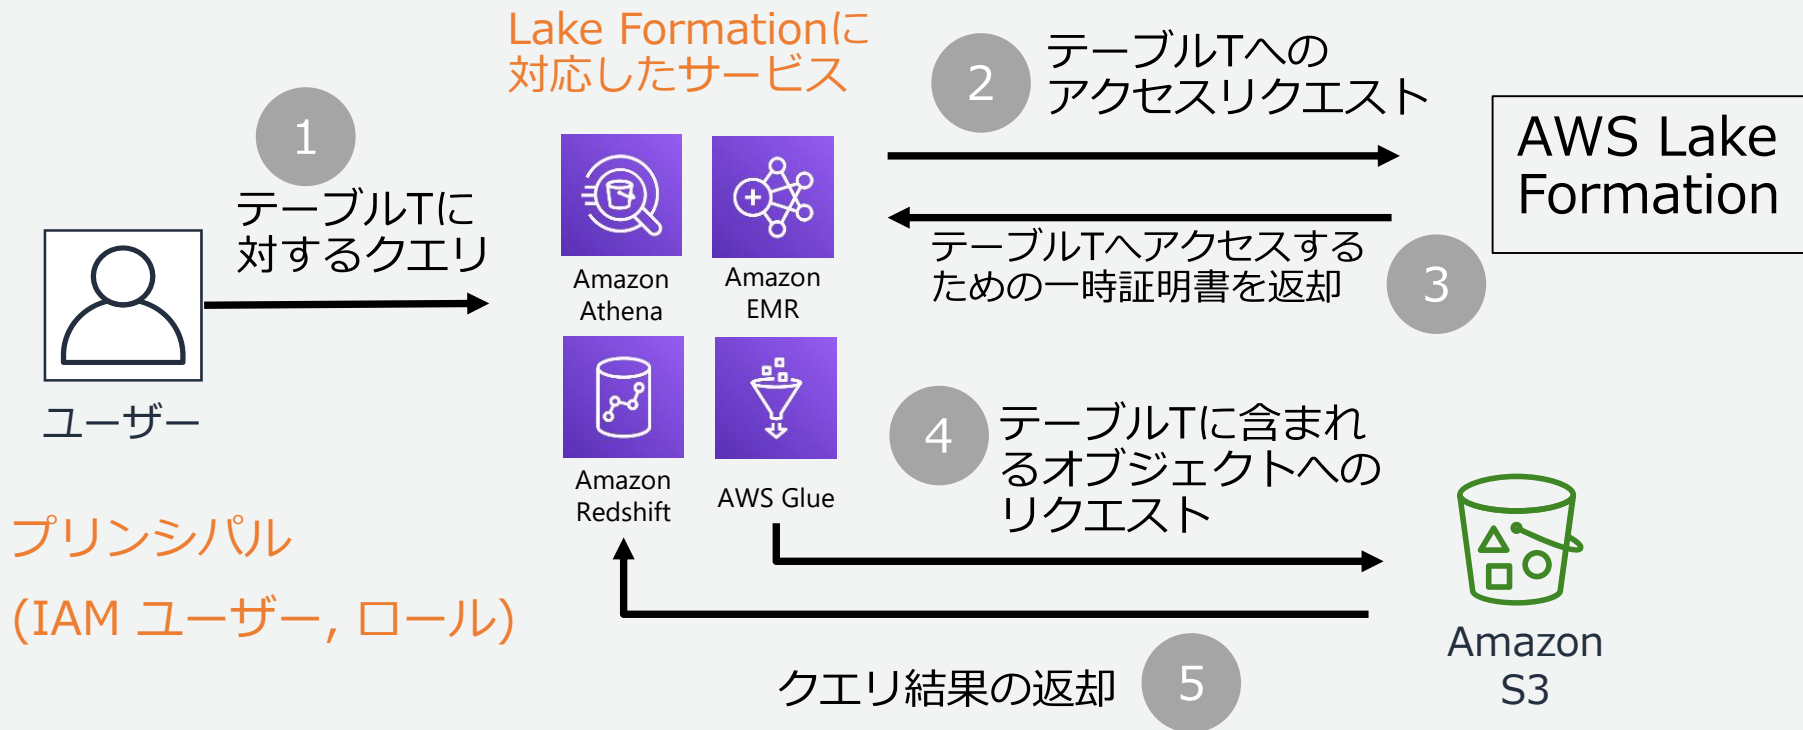 Lake Formationに
対応したサービス
1
テーブルTに
対するクエリ
2
テーブルTへの
アクセスリクエスト
AWS Lake
Formation
テーブルTへアクセスする
ための一時証明書を返却
3
Amazon
Athena
Amazon
EMR
Amazon
Redshift
AWS Glue
ユーザー
プリンシパル
(IAM ユーザー, ロール)
4
テーブルTに含まれ
るオブジェクトへの
リクエスト
Amazon
S3
クエリ結果の返却
5